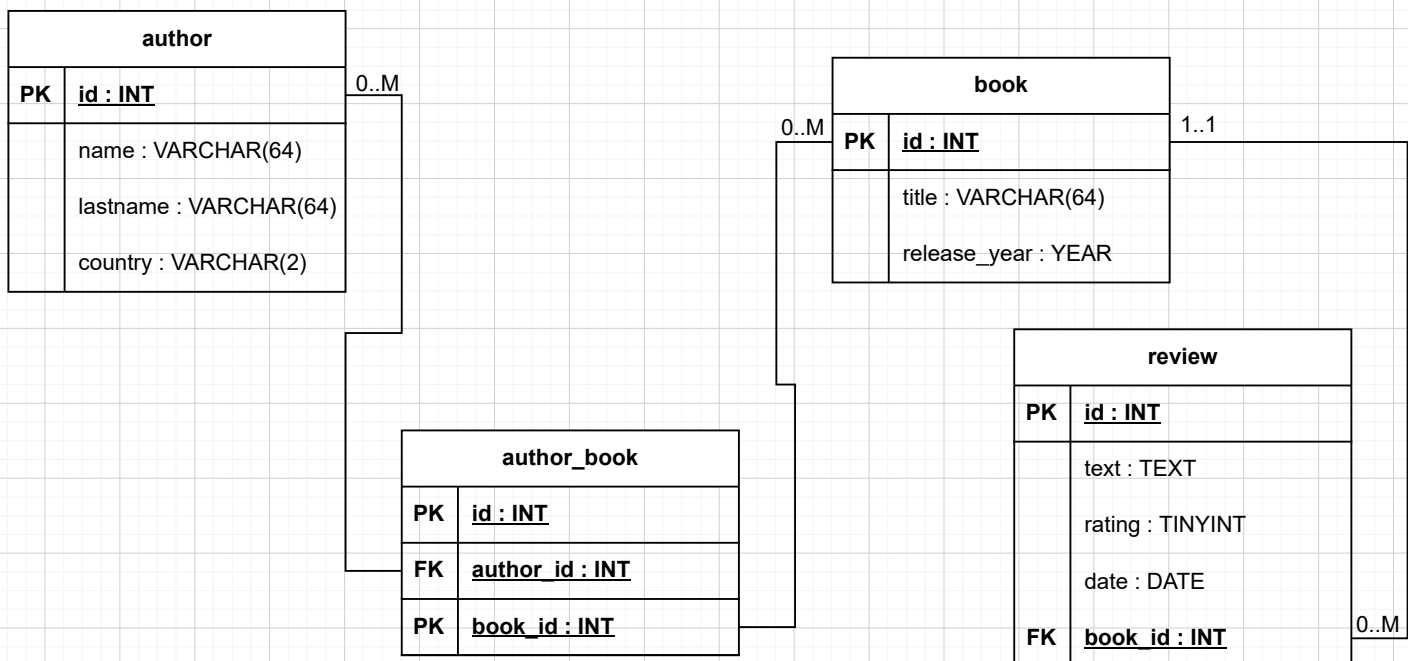 author
PK id : INT
name : VARCHAR(64)
lastname : VARCHAR(64)
country : VARCHAR(2)
0..M
book
0..M
PK id : INT
1..1
title : VARCHAR(64)
release_year : YEAR
review
PK id : INT
text : TEXT
rating : TINYINT
date : DATE
FK book_id : INT
0..M
author_book
PK id : INT
FK author_id : INT
PK book_id : INT